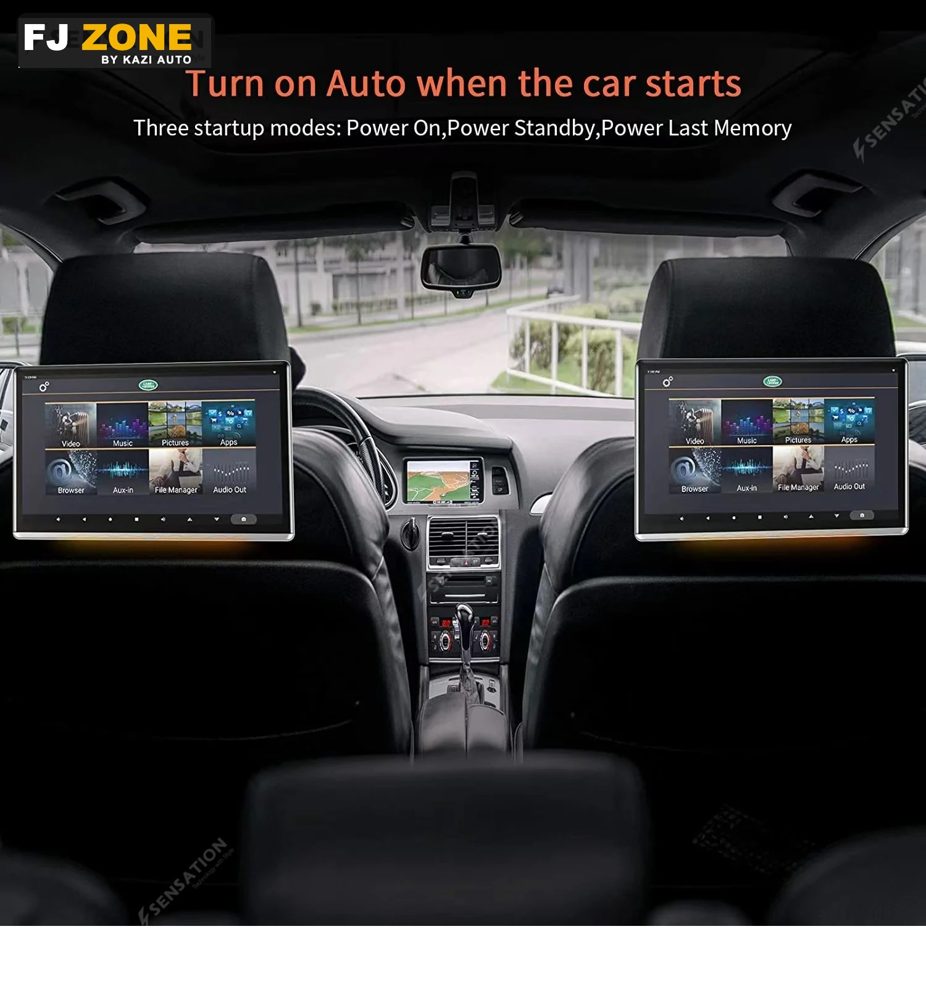 FJ ZONE
BY KAZI AUTO
Turn on Auto when the car starts
Three startup modes: Power On,Power Standby,Power Last Memory
SENSATION
Video Music Pictures Apps
Browser Aux-in File Manager Audio Out
Video Music Pictures Apps
Browser Aux-in File Manager Audio Out
SENSATION